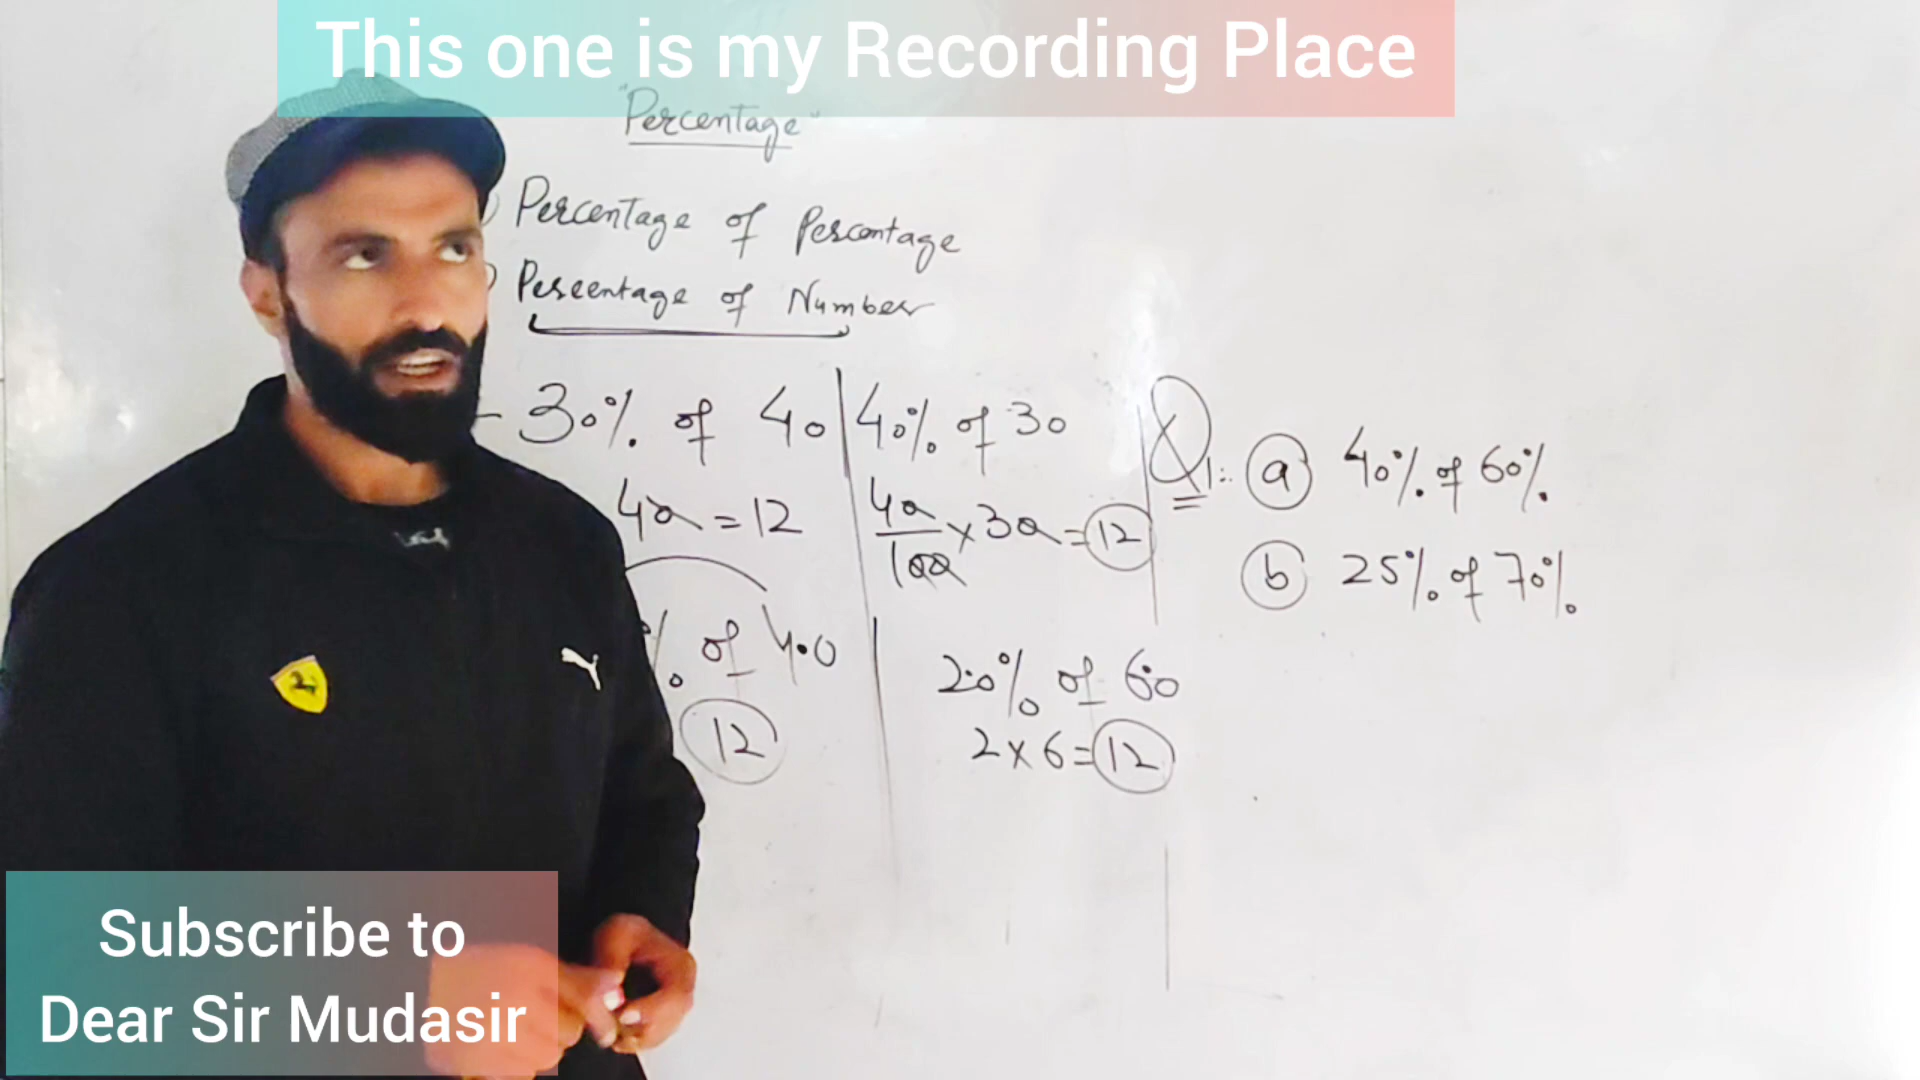 This one is my Recording Place
"Percentage"
Percentage of Percentage
Percentage of Number
30% of 40
40% of 30
Q1:. (a) 40% of 60%
40 = 12
40/100 x 30 = 12
(b) 25% of 70%
% of 40
20% of 60
12
2 x 6 = 12
Subscribe to
Dear Sir Mudasir